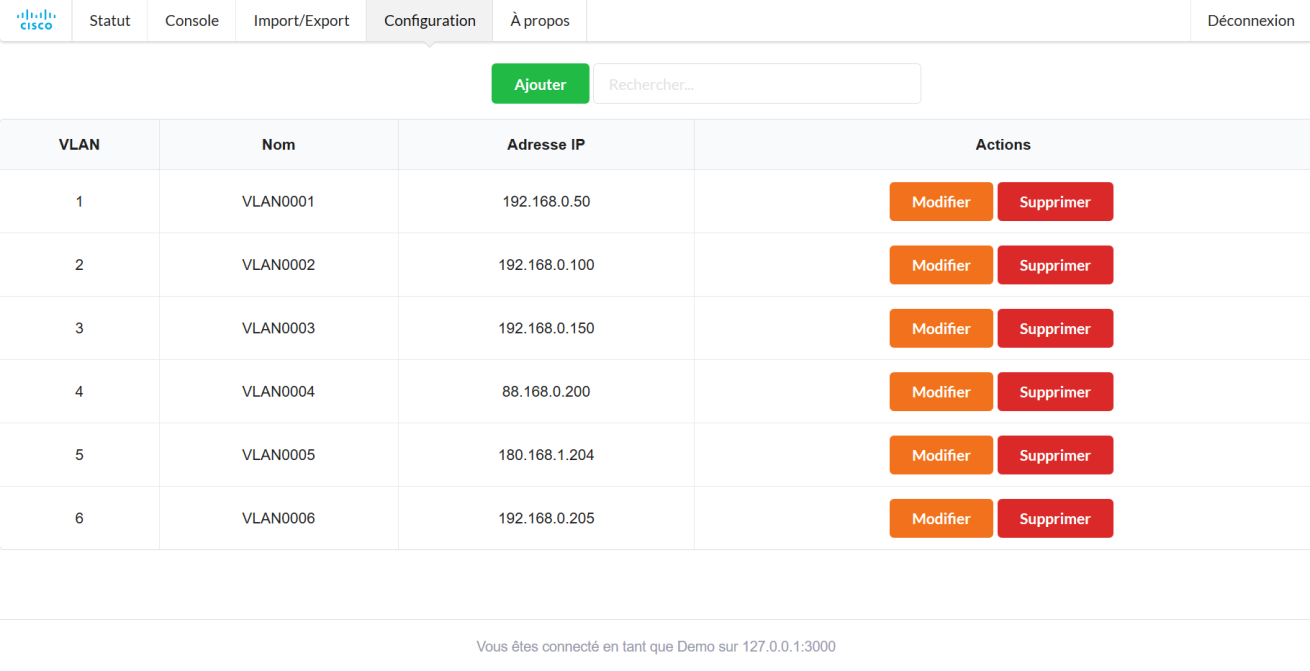 cisco Statut Console Import/Export Configuration À propos Déconnexion
Ajouter Rechercher...
VLAN Nom Adresse IP Actions
1 VLAN0001 192.168.0.50 Modifier Supprimer
2 VLAN0002 192.168.0.100 Modifier Supprimer
3 VLAN0003 192.168.0.150 Modifier Supprimer
4 VLAN0004 88.168.0.200 Modifier Supprimer
5 VLAN0005 180.168.1.204 Modifier Supprimer
6 VLAN0006 192.168.0.205 Modifier Supprimer
Vous êtes connecté en tant que Demo sur 127.0.0.1:3000